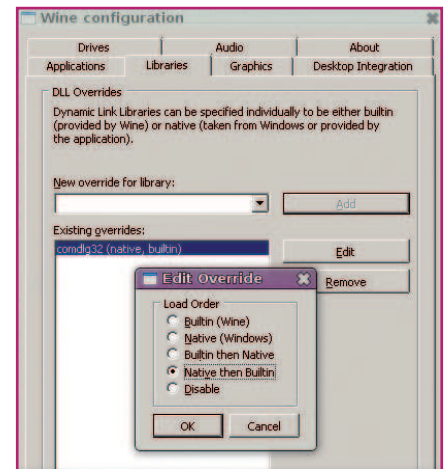 Wine configuration
Drives Audio About
Applications Libraries Graphics Desktop Integration
DLL Overrides
Dynamic Link Libraries can be specified individually to be either builtin
(provided by Wine) or native (taken from Windows or provided by
the application).
New override for library:
Add
Existing overrides:
comdlg32 (native, builtin)
Edit
Remove
Edit Override
Load Order
Builtin (Wine)
Native (Windows)
Builtin then Native
Native then Builtin
Disable
OK Cancel